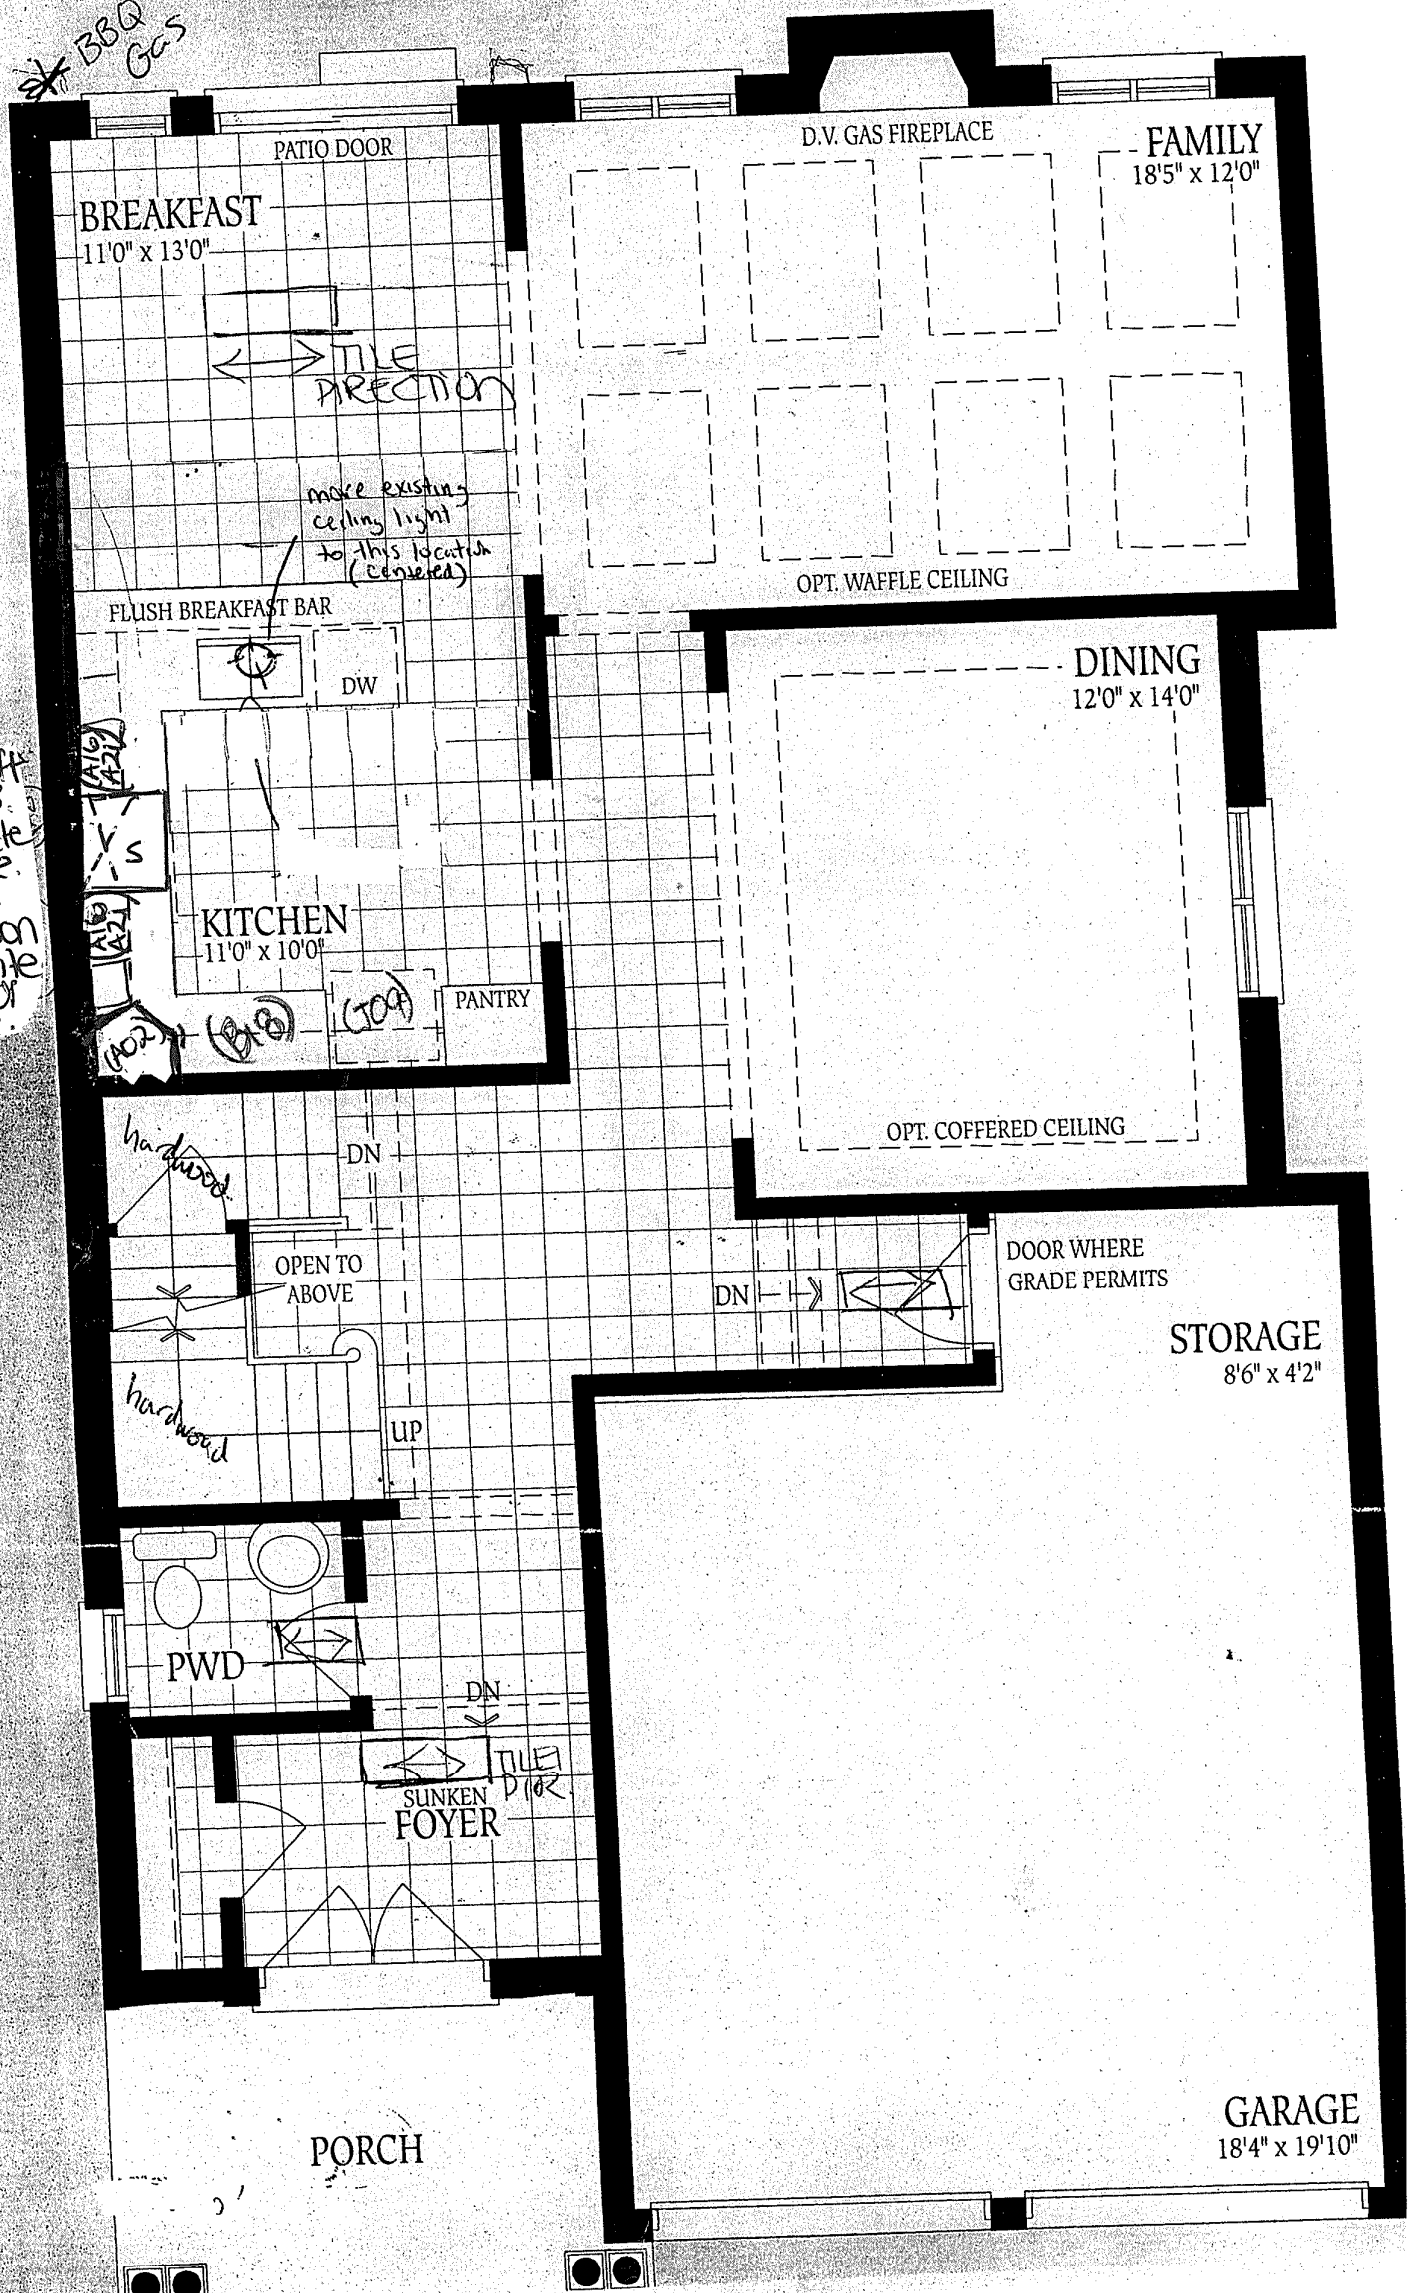 * BBQ
Gas
PATIO DOOR
D.V. GAS FIREPLACE
FAMILY
18'5" x 12'0"
BREAKFAST
11'0" x 13'0"
TILE
DIRECTION
move existing
ceiling light
to this location
(centered)
OPT. WAFFLE CEILING
FLUSH BREAKFAST BAR
DW
DINING
12'0" x 14'0"
(A16)
(A21)
V S
(A16)
(A21)
KITCHEN
11'0" x 10'0"
(A02)
(B18)
(J09)
PANTRY
OPT. COFFERED CEILING
hardwood
DN
OPEN TO
ABOVE
DN
DOOR WHERE
GRADE PERMITS
STORAGE
8'6" x 4'2"
hardwood
UP
PWD
DN
TILE
DIR.
SUNKEN
FOYER
PORCH
GARAGE
18'4" x 19'10"